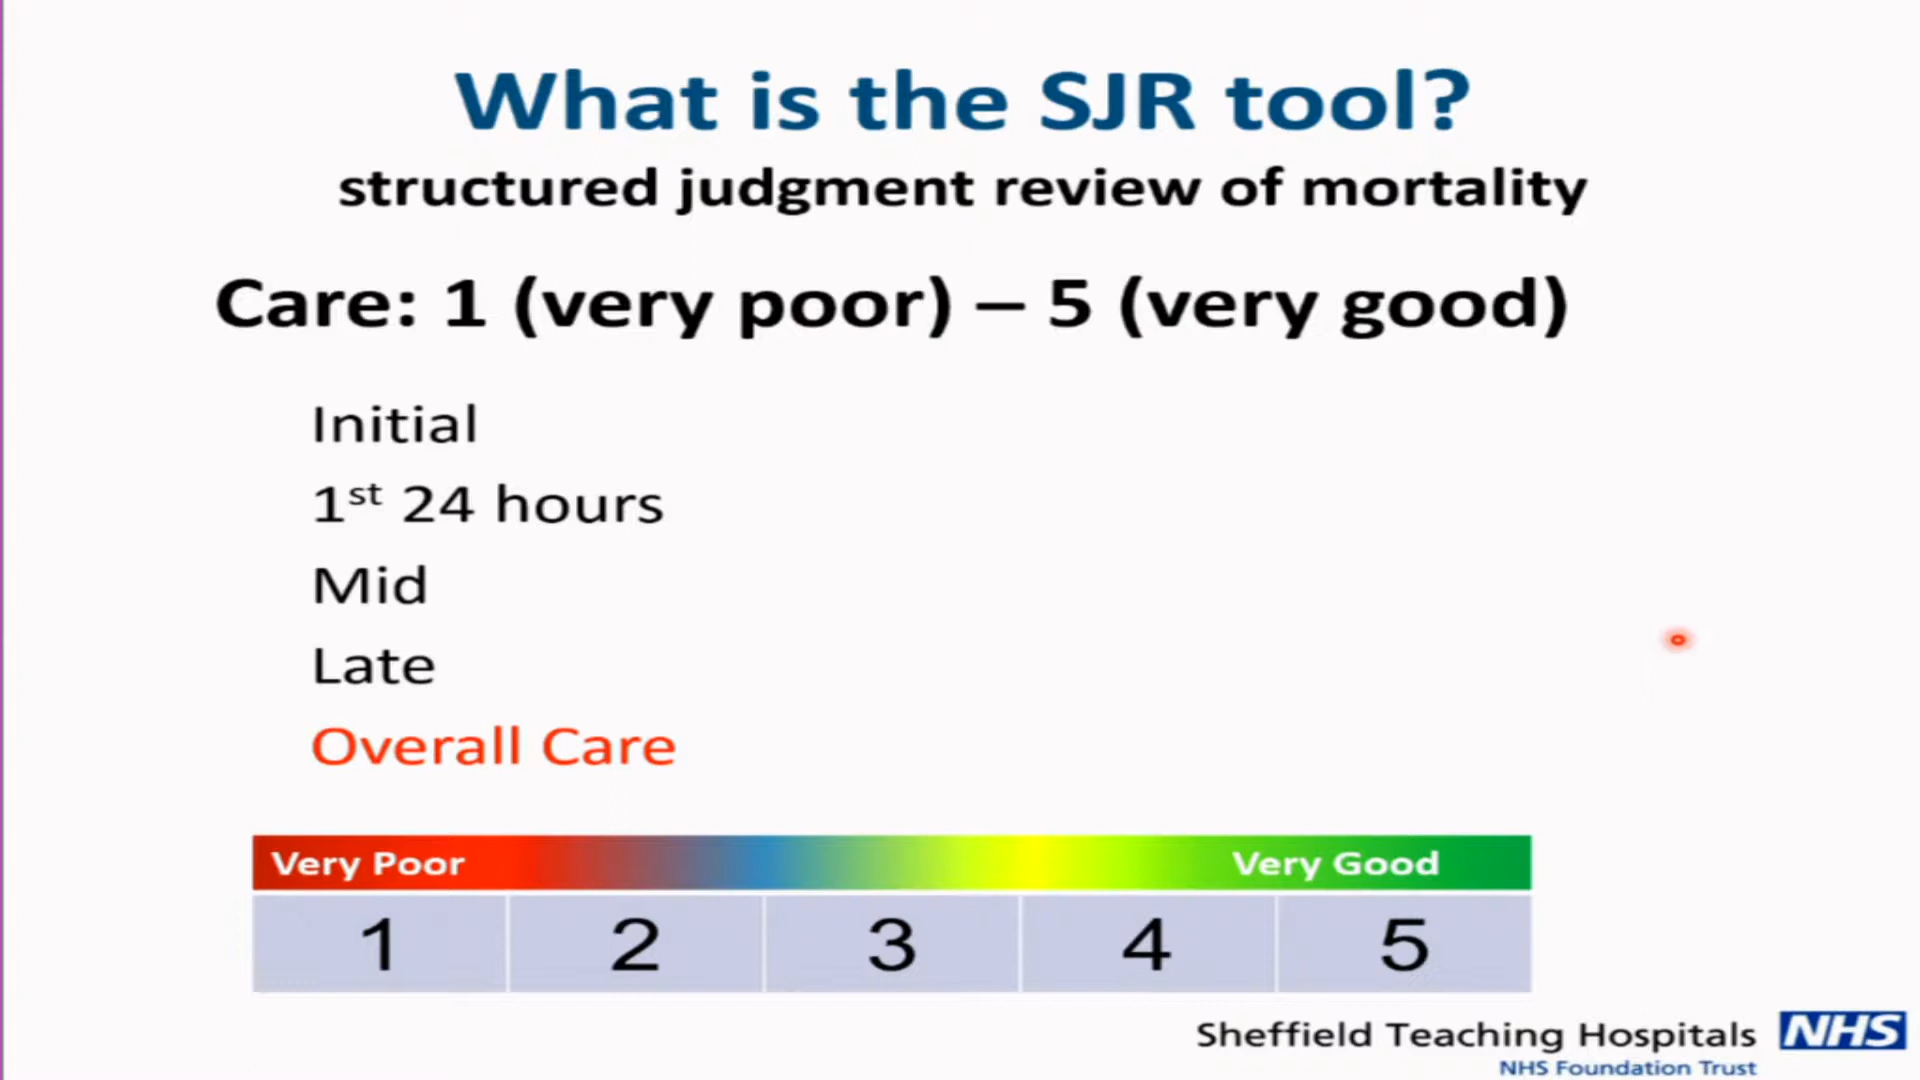 What is the SJR tool?
structured judgment review of mortality
Care: 1 (very poor) – 5 (very good)
Initial
1st 24 hours
Mid
Late
Overall Care
Very Poor Very Good
1 2 3 4 5
Sheffield Teaching Hospitals NHS
NHS Foundation Trust